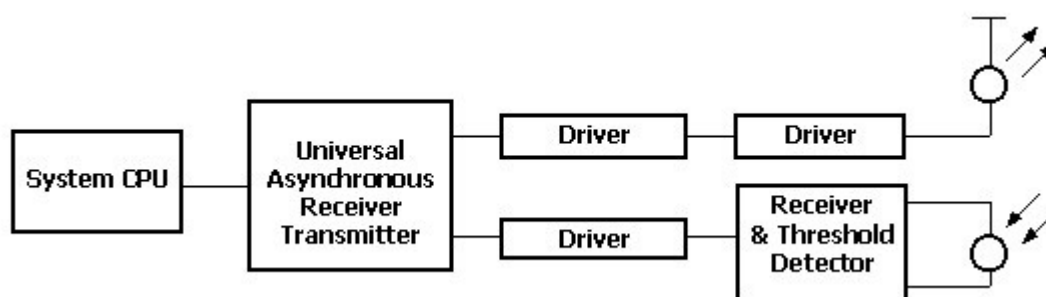 System CPU
Universal
Asynchronous
Receiver
Transmitter
Driver
Driver
Driver
Receiver
& Threshold
Detector